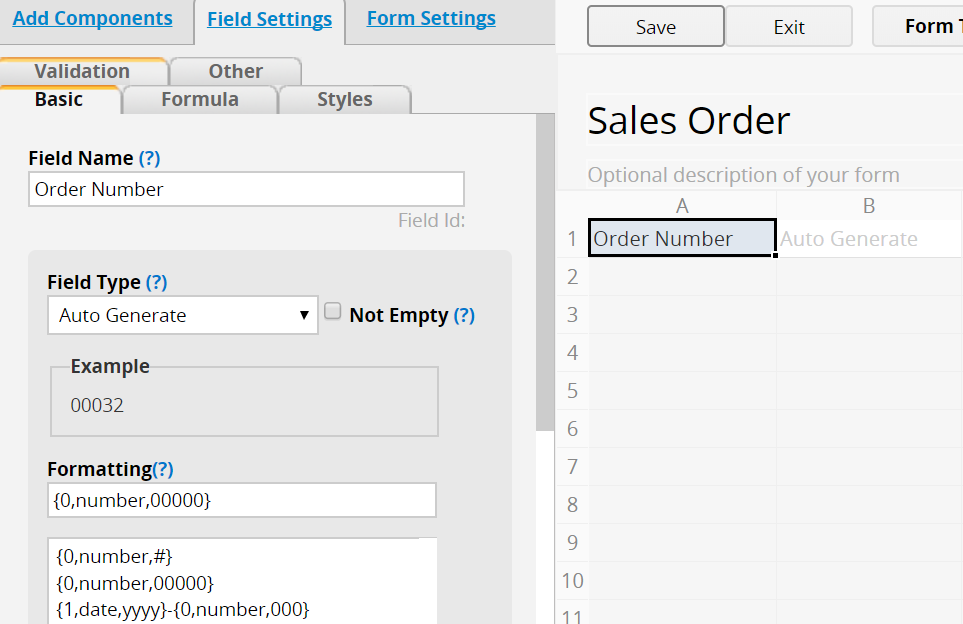 Add Components
Field Settings
Form Settings
Validation
Other
Basic
Formula
Styles
Field Name (?)
Order Number
Field Id:
Field Type (?)
Auto Generate
Not Empty (?)
Example
00032
Formatting(?)
{0,number,00000}
{0,number,#}
{0,number,00000}
{1,date,yyyy}-{0,number,000}
Save
Exit
Form T
Sales Order
Optional description of your form
A B
1 Order Number Auto Generate
2
3
4
5
6
7
8
9
10
11